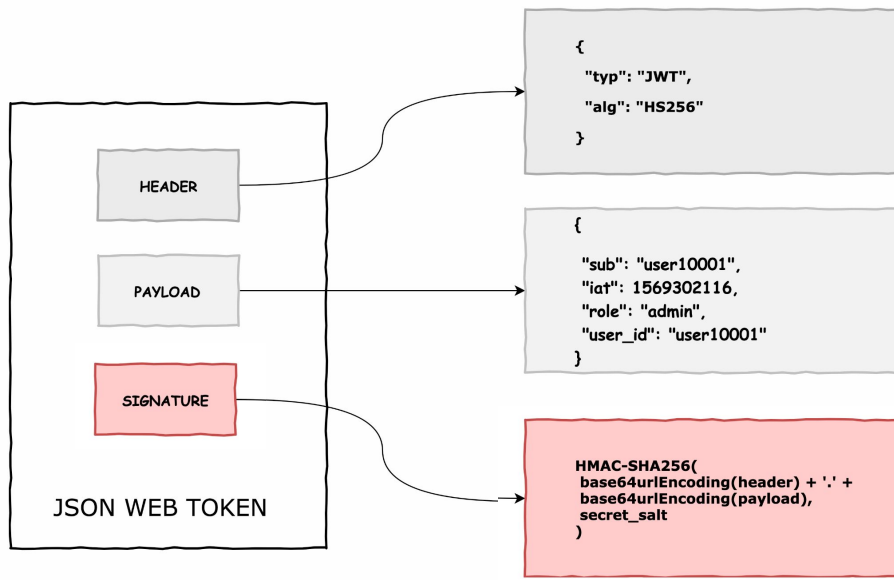 HEADER
PAYLOAD
SIGNATURE
JSON WEB TOKEN
{
"typ": "JWT",
"alg": "HS256"
}
{
"sub": "user10001",
"iat": 1569302116,
"role": "admin",
"user_id": "user10001"
}
HMAC-SHA256(
base64urlEncoding(header) + '.' +
base64urlEncoding(payload),
secret_salt
)